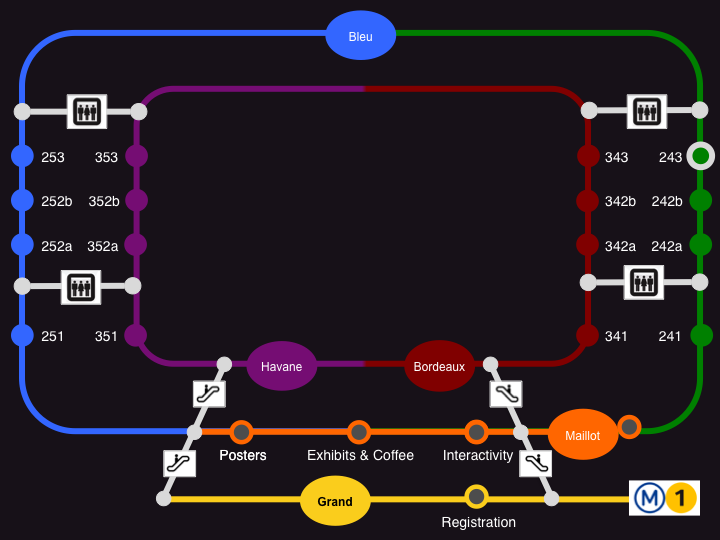 Bleu
253 353 343 243
252b 352b 342b 242b
252a 352a 342a 242a
251 351 341 241
Havane Bordeaux
Maillot
Posters Exhibits & Coffee Interactivity
Grand
M 1
Registration